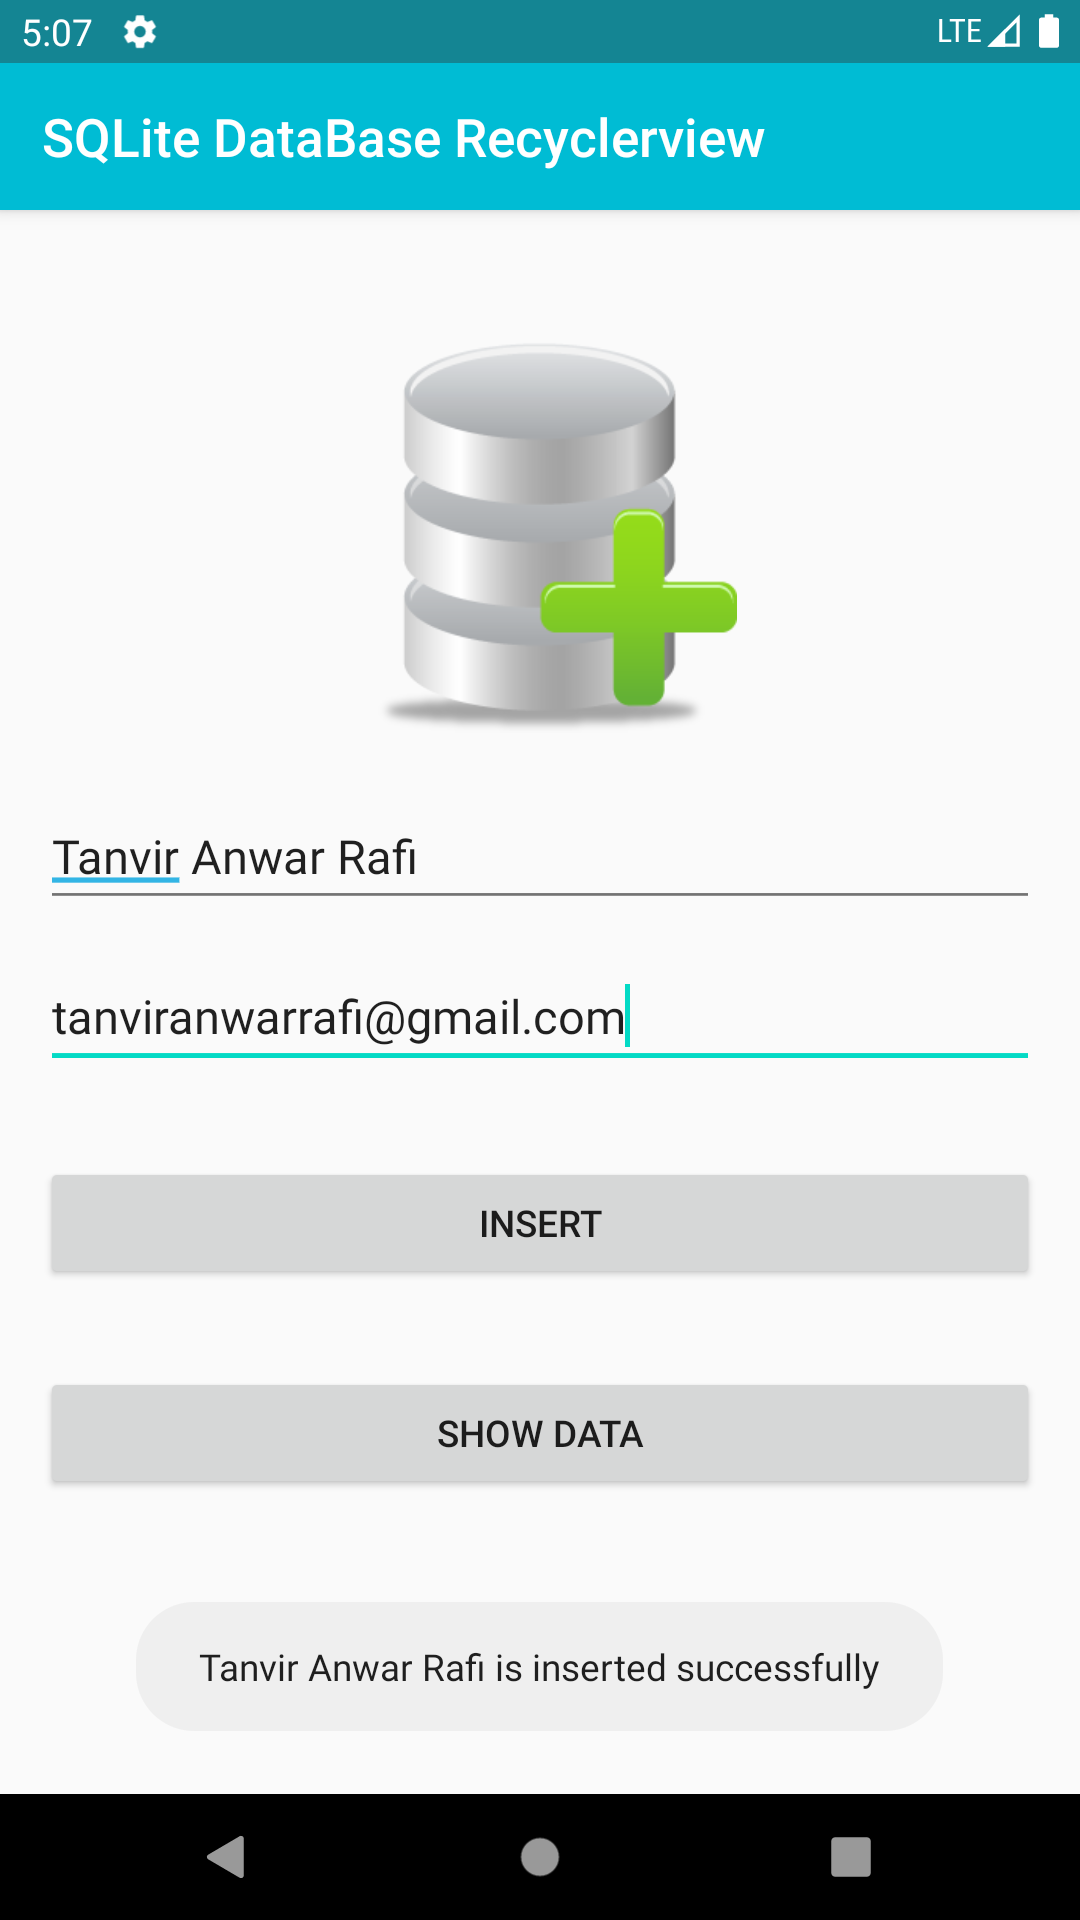 5:07 LTE
SQLite DataBase Recyclerview
Tanvir Anwar Rafi
tanviranwarrafi@gmail.com
INSERT
SHOW DATA
Tanvir Anwar Rafi is inserted successfully